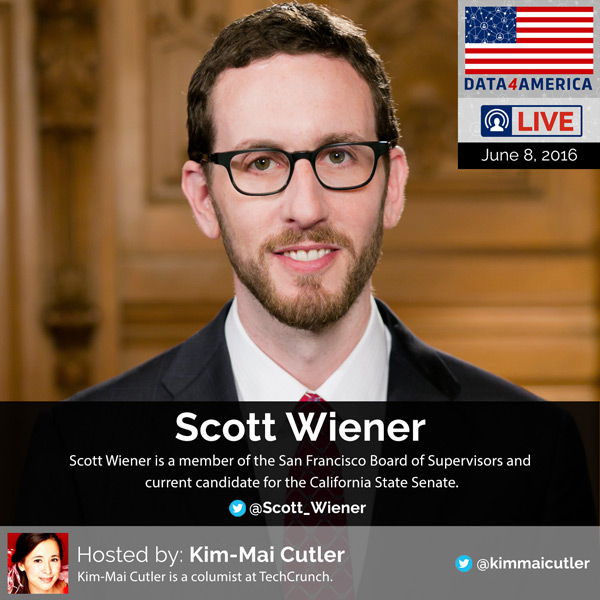 DATA4AMERICA
LIVE
June 8, 2016
Scott Wiener
Scott Wiener is a member of the San Francisco Board of Supervisors and
current candidate for the California State Senate.
@Scott_Wiener
Hosted by: Kim-Mai Cutler
Kim-Mai Cutler is a columist at TechCrunch.
@kimmaicutler